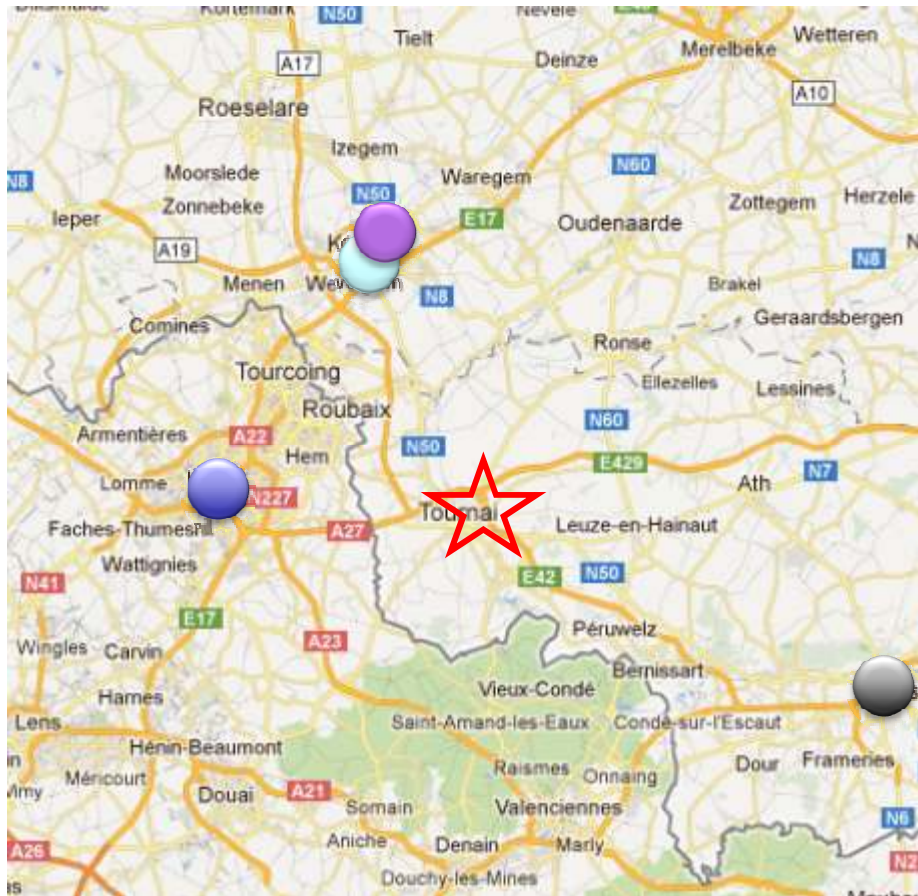 Kortemark
N50
Nevele
Tielt
Wetteren
Merelbeke
Deinze
A17
A10
Roeselare
Izegem
N60
Moorslede
Waregem
N8
N50
Zottegem
Herzele
Zonnebeke
Ieper
E17
Oudenaarde
A19
N8
Menen
N8
Brakel
Comines
Geraardsbergen
Ronse
Tourcoing
Ellezelles
Lessines
Roubaix
N60
Armentières
A22
N50
Hem
E429
N7
Lomme
Ath
N227
Tournai
Faches-Thumes
A27
Leuze-en-Hainaut
Wattignies
E42
N50
N41
E17
Péruwelz
A23
Wingles
Carvin
Bernissart
Vieux-Condé
Harnes
Lens
Saint-Amand-les-Eaux
Condé-sur-l'Escaut
Hénin-Beaumont
Dour
Frameries
Raismes
Onnaing
Méricourt
Douai
A21
Somain
Valenciennes
N6
Aniche
Denain
Marly
A26
N2
Douchy-les-Mines